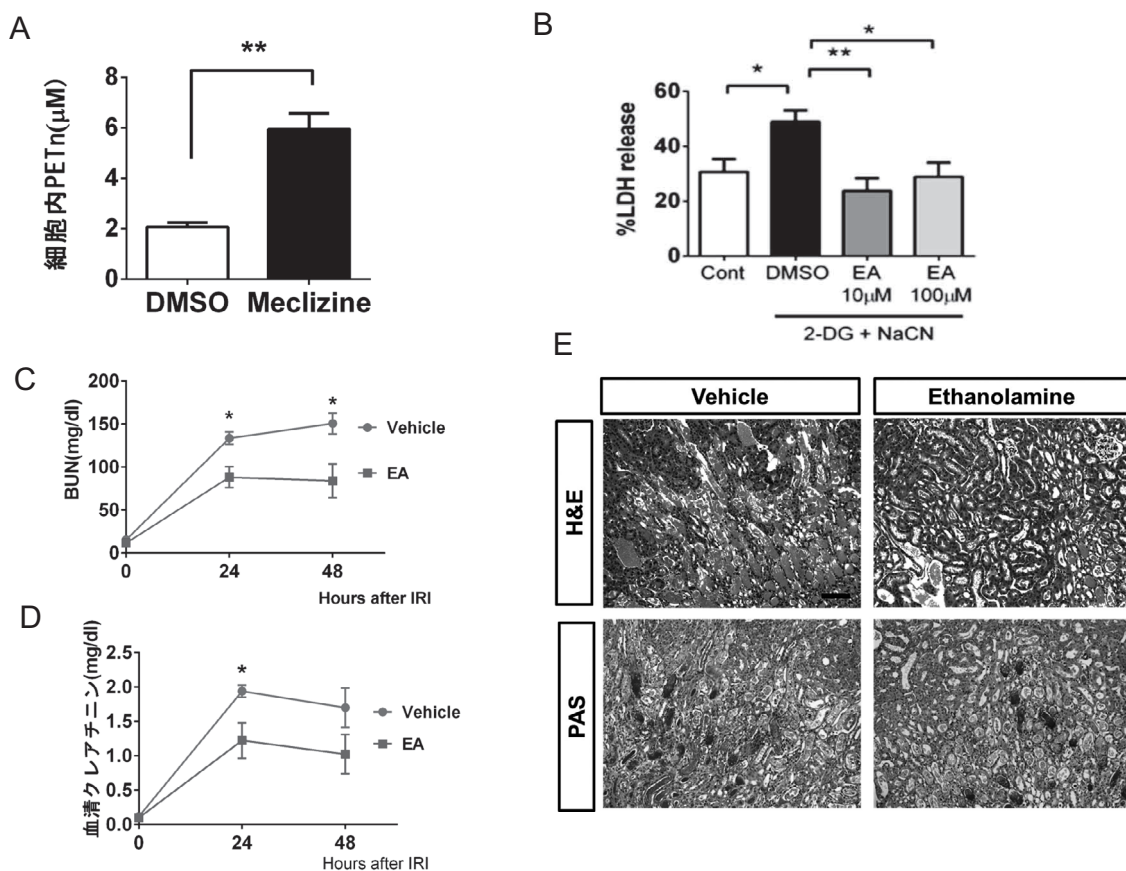 A
**
細胞内PETn(μM)
8
6
4
2
0
DMSO Meclizine
B
*
**
*
%LDH release
60
40
20
0
Cont DMSO EA EA
10μM 100μM
2-DG + NaCN
C
BUN(mg/dl)
200
150
100
50
0
* *
Vehicle
EA
0 24 48
Hours after IRI
D
血清クレアチニン(mg/dl)
2.5
2.0
1.5
1.0
0.5
0.0
*
Vehicle
EA
0 24 48
Hours after IRI
E
Vehicle Ethanolamine
H&E
PAS